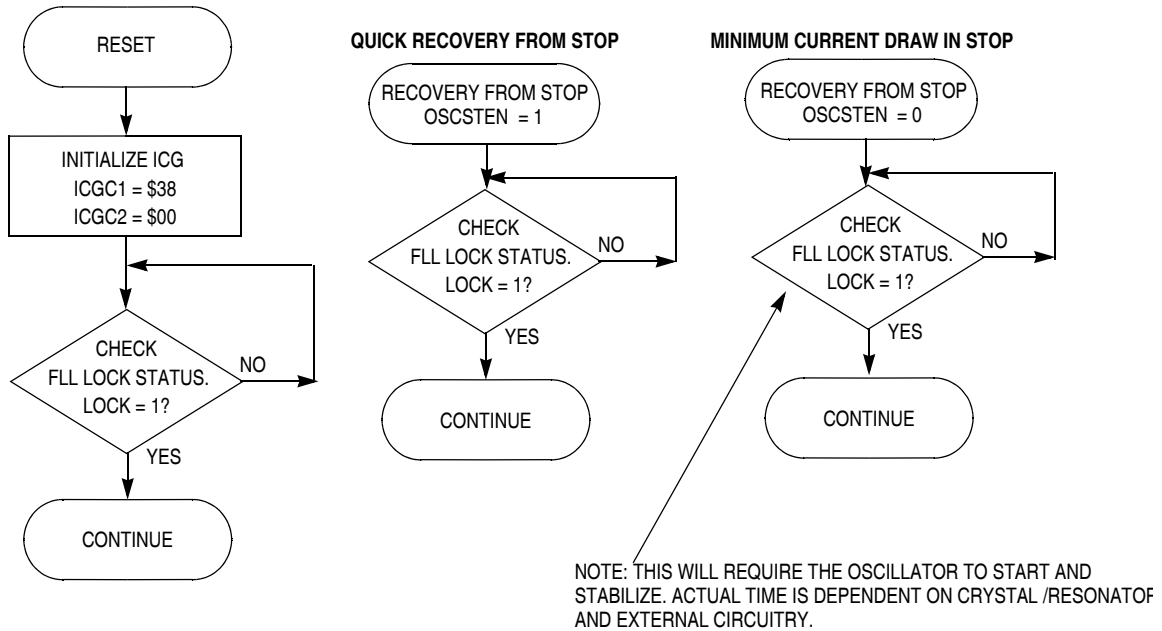 RESET
INITIALIZE ICG
ICGC1 = $38
ICGC2 = $00
CHECK
FLL LOCK STATUS.
LOCK = 1?
NO
YES
CONTINUE
QUICK RECOVERY FROM STOP
RECOVERY FROM STOP
OSCSTEN = 1
CHECK
FLL LOCK STATUS.
LOCK = 1?
NO
YES
CONTINUE
MINIMUM CURRENT DRAW IN STOP
RECOVERY FROM STOP
OSCSTEN = 0
CHECK
FLL LOCK STATUS.
LOCK = 1?
NO
YES
CONTINUE
NOTE: THIS WILL REQUIRE THE OSCILLATOR TO START AND
STABILIZE. ACTUAL TIME IS DEPENDENT ON CRYSTAL /RESONATOR
AND EXTERNAL CIRCUITRY.